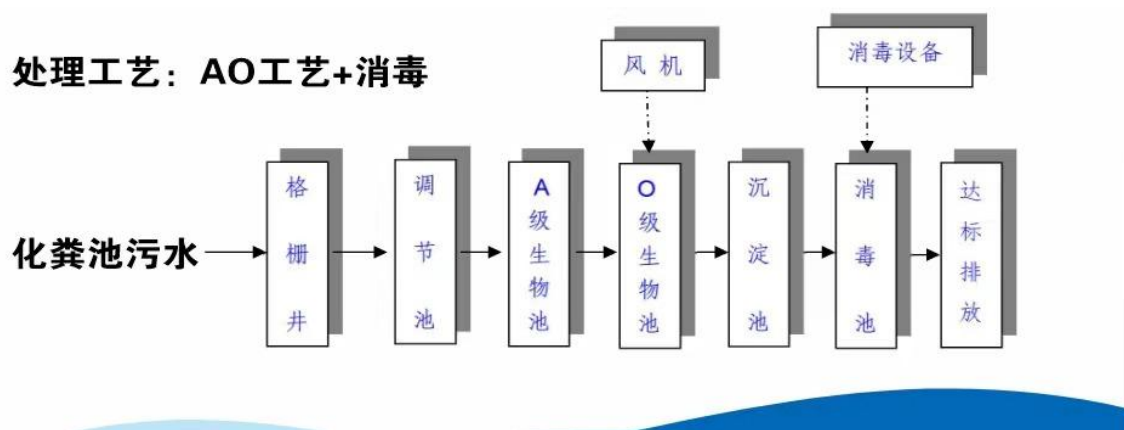 处理工艺：AO工艺+消毒
风机
消毒设备
化粪池污水
格栅井
调节池
A级生物池
O级生物池
沉淀池
消毒池
达标排放